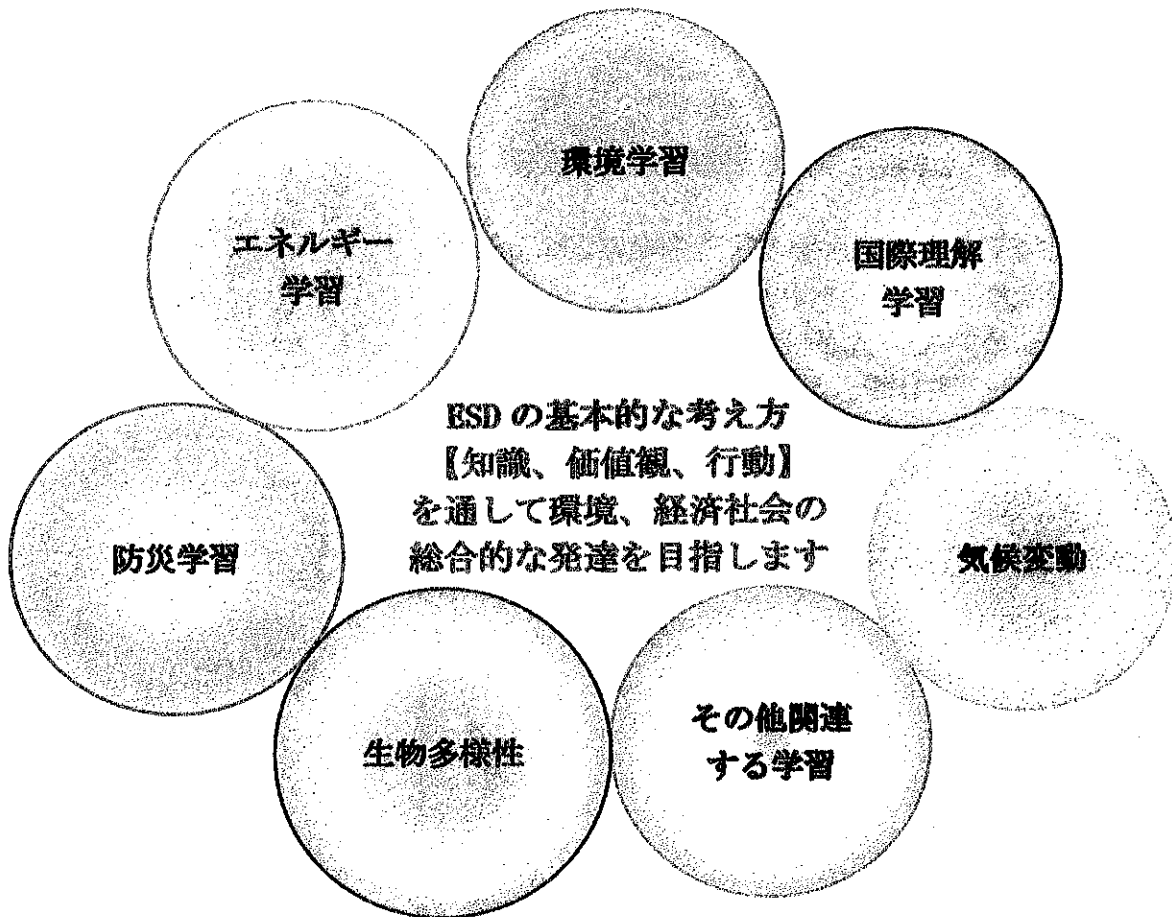 環境学習
エネルギー
学習
国際理解
学習
ESDの基本的な考え方
【知識、価値観、行動】
を通して環境、経済社会の
総合的な発達を目指します
防災学習
気候変動
生物多様性
その他関連
する学習